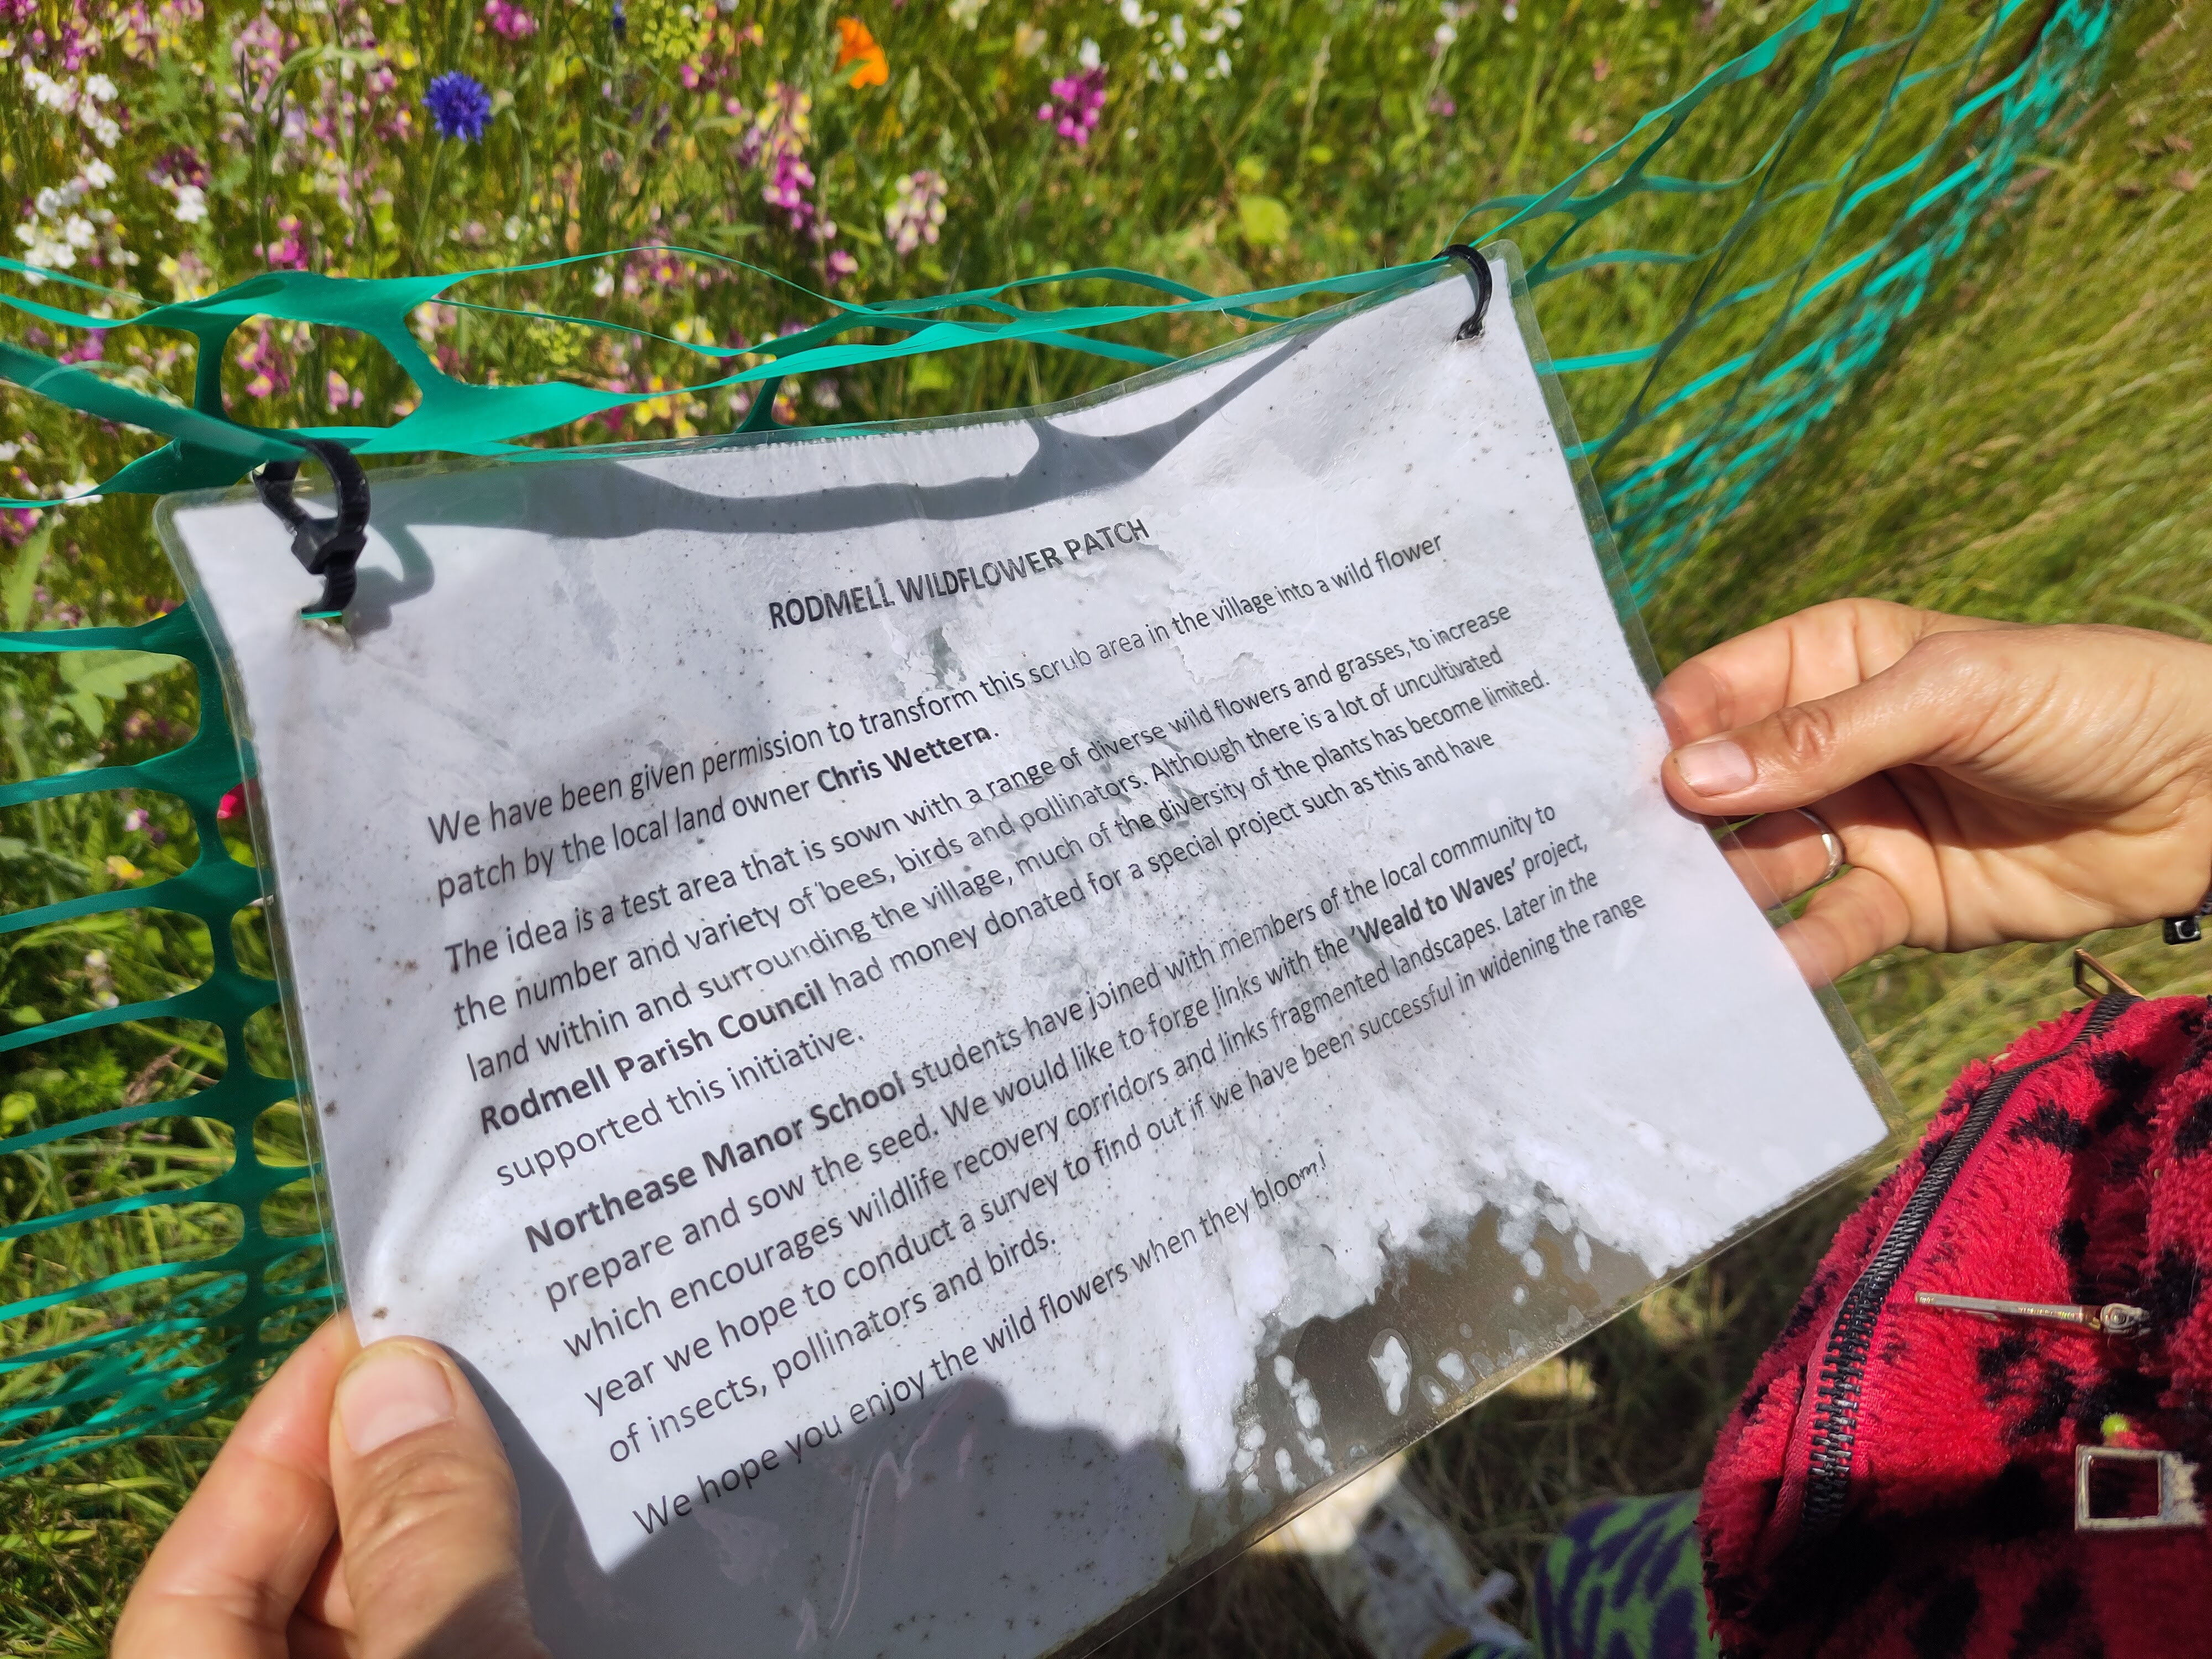 RODMELL WILDFLOWER PATCH
We have been given permission to transform this scrub area in the village into a wild flower
patch by the local land owner Chris Wettern.
The idea is a test area that is sown with a range of diverse wild flowers and grasses, to increase
the number and variety of bees, birds and pollinators. Although there is a lot of uncultivated
land within and surrounding the village, much of the diversity of the plants has become limited.
Rodmell Parish Council had money donated for a special project such as this and have
supported this initiative.
Northease Manor School students have joined with members of the local community to
prepare and sow the seed. We would like to forge links with the 'Weald to Waves' project,
which encourages wildlife recovery corridors and links fragmented landscapes. Later in the
year we hope to conduct a survey to find out if we have been successful in widening the range
of insects, pollinators and birds.
We hope you enjoy the wild flowers when they bloom!